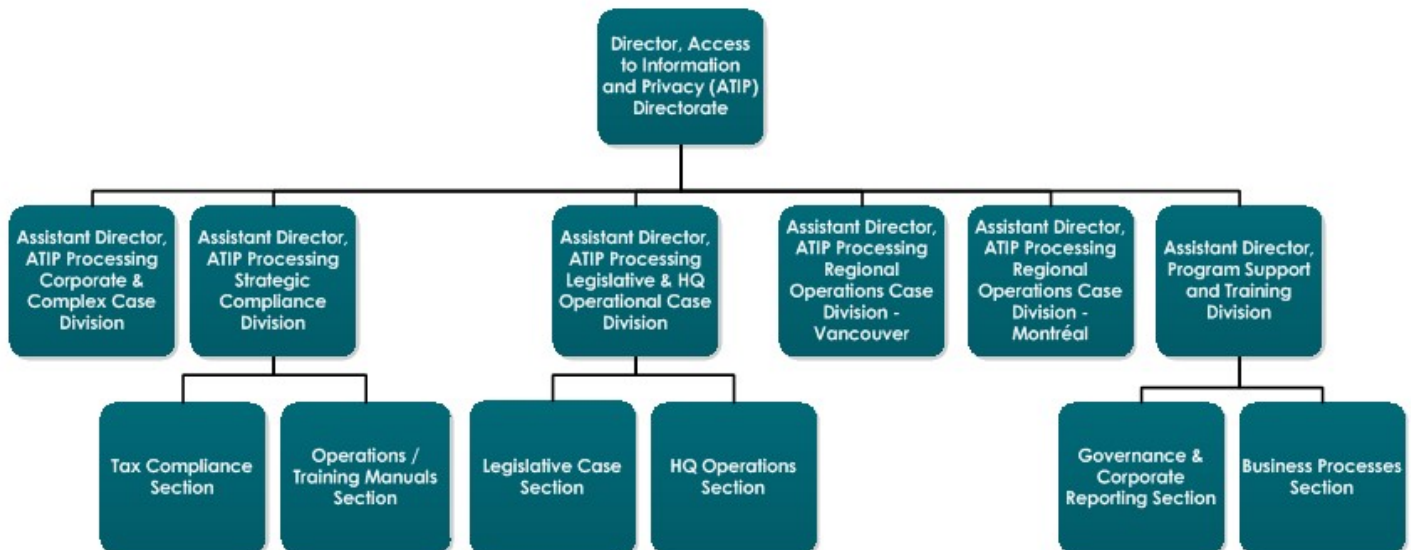 Director, Access
to Information
and Privacy (ATIP)
Directorate
Assistant Director,
ATIP Processing
Corporate &
Complex Case
Division
Assistant Director,
ATIP Processing
Strategic
Compliance
Division
Assistant Director,
ATIP Processing
Legislative & HQ
Operational Case
Division
Assistant Director,
ATIP Processing
Regional
Operations Case
Division -
Vancouver
Assistant Director,
ATIP Processing
Regional
Operations Case
Division -
Montréal
Assistant Director,
Program Support
and Training
Division
Tax Compliance
Section
Operations /
Training Manuals
Section
Legislative Case
Section
HQ Operations
Section
Governance &
Corporate
Reporting Section
Business Processes
Section